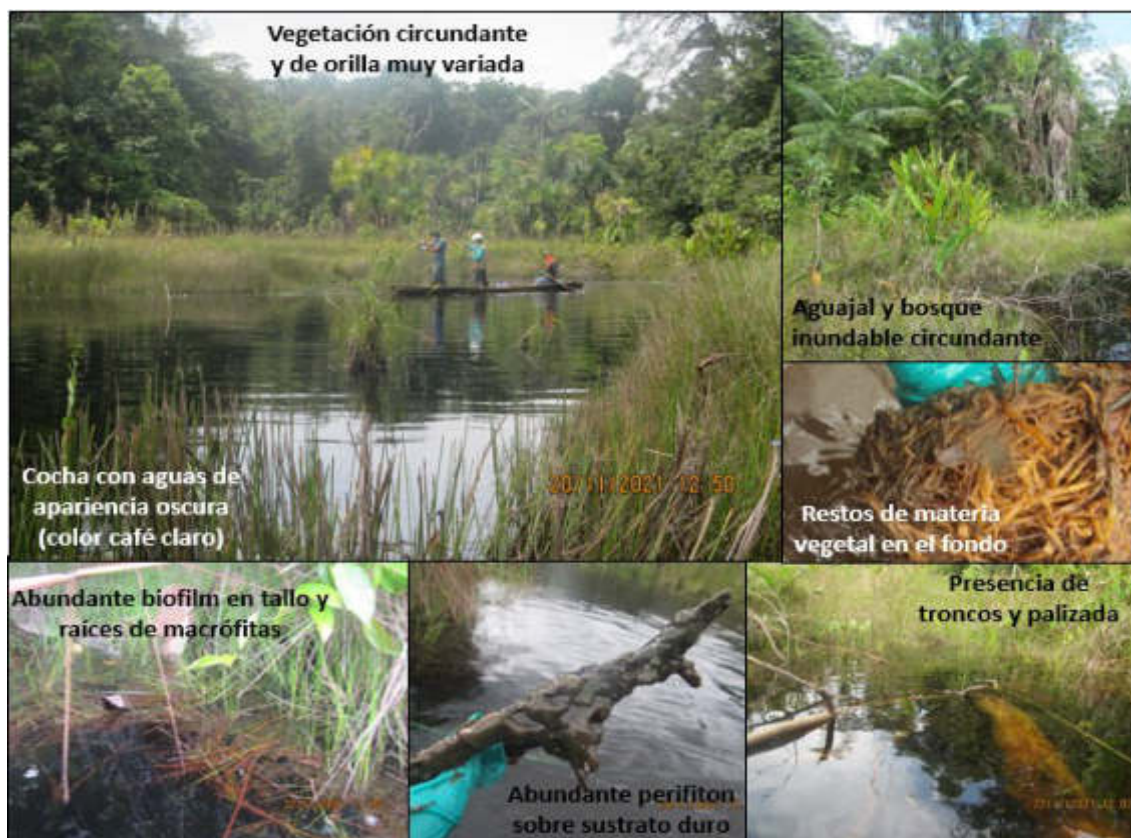 Vegetación circundante
y de orilla muy variada
Aguajal y bosque
inundable circundante
Cocha con aguas de
apariencia oscura
(color café claro)
20/11/2021 12:50
Restos de materia
vegetal en el fondo
Abundante biofilm en tallo y
raíces de macrófitas
Abundante perifiton
sobre sustrato duro
Presencia de
troncos y palizada